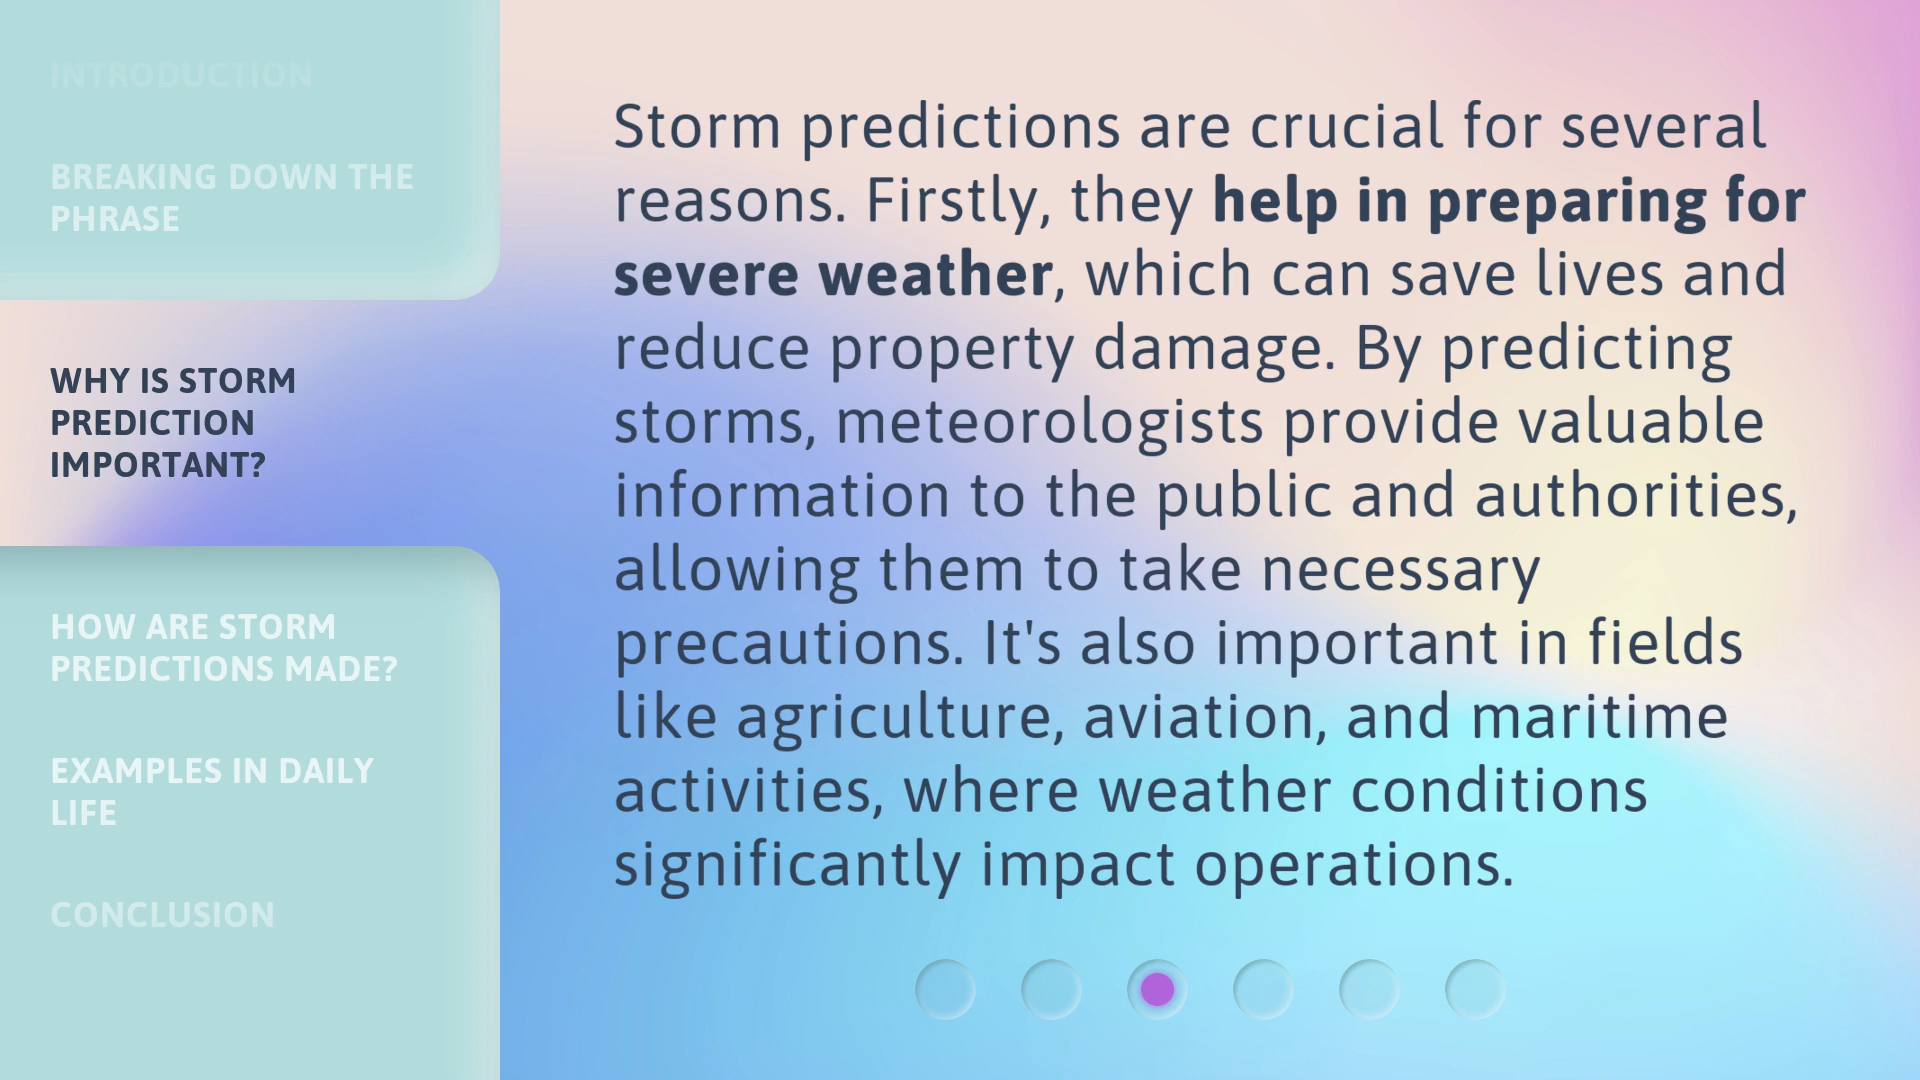 INTRODUCTION
BREAKING DOWN THE
PHRASE
WHY IS STORM
PREDICTION
IMPORTANT?
HOW ARE STORM
PREDICTIONS MADE?
EXAMPLES IN DAILY
LIFE
CONCLUSION
Storm predictions are crucial for several
reasons. Firstly, they help in preparing for
severe weather, which can save lives and
reduce property damage. By predicting
storms, meteorologists provide valuable
information to the public and authorities,
allowing them to take necessary
precautions. It's also important in fields
like agriculture, aviation, and maritime
activities, where weather conditions
significantly impact operations.